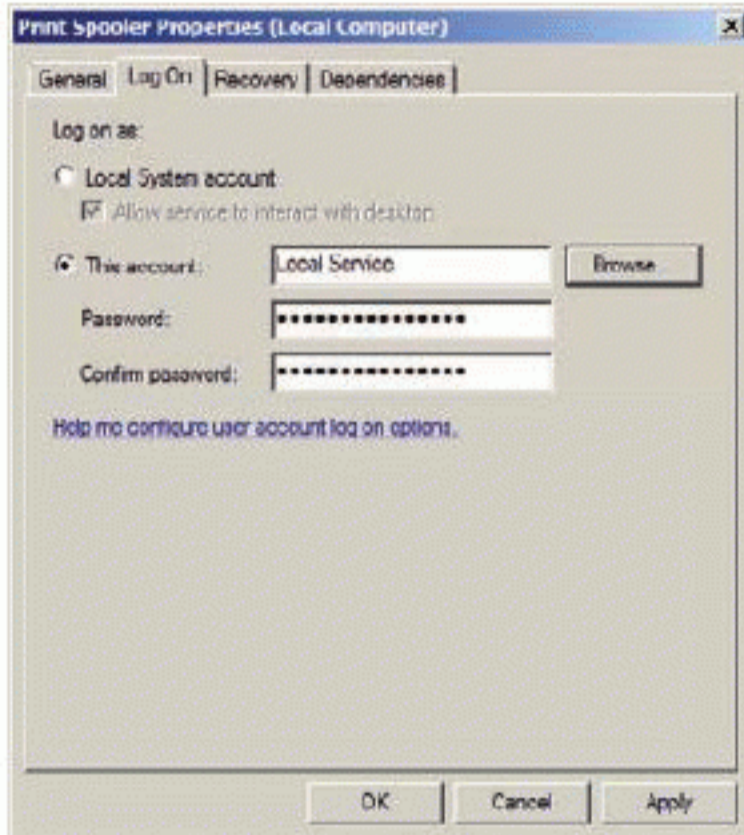 Print Spooler Properties (Local Computer)
General Log On Recovery Dependencies
Log on as:
Local System account
Allow service to interact with desktop
This account: Local Service Browse...
Password: •••••••••••••••
Confirm password: •••••••••••••••
Help me configure user account log on options.
OK Cancel Apply